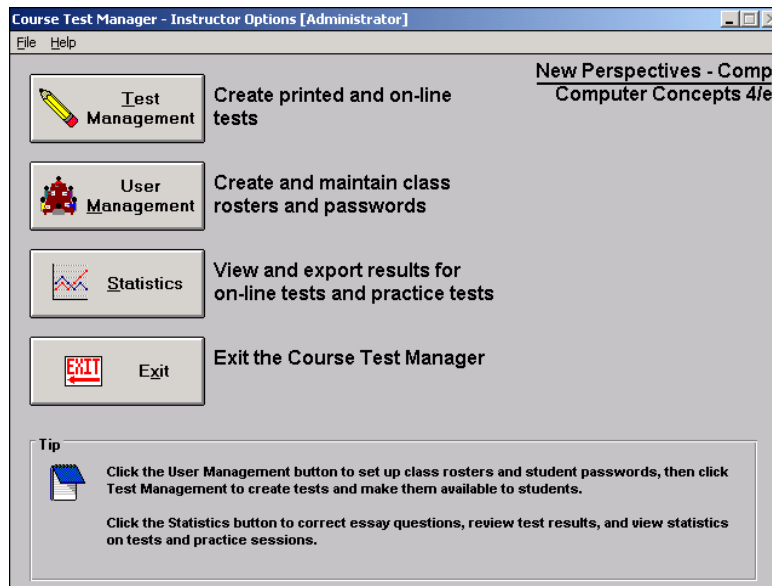 Course Test Manager - Instructor Options [Administrator]
File Help
New Perspectives - Comp
Computer Concepts 4/e
Test
Management
Create printed and on-line
tests
User
Management
Create and maintain class
rosters and passwords
Statistics
View and export results for
on-line tests and practice tests
EXIT
Exit
Exit the Course Test Manager
Tip
Click the User Management button to set up class rosters and student passwords, then click
Test Management to create tests and make them available to students.
Click the Statistics button to correct essay questions, review test results, and view statistics
on tests and practice sessions.